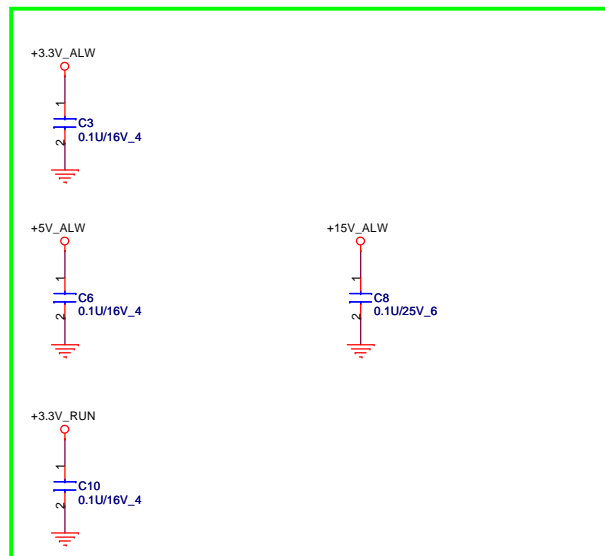 +3.3V_ALW
1
C3
0.1U/16V_4
2
+5V_ALW
1
C6
0.1U/16V_4
2
+15V_ALW
1
C8
0.1U/25V_6
2
+3.3V_RUN
1
C10
0.1U/16V_4
2